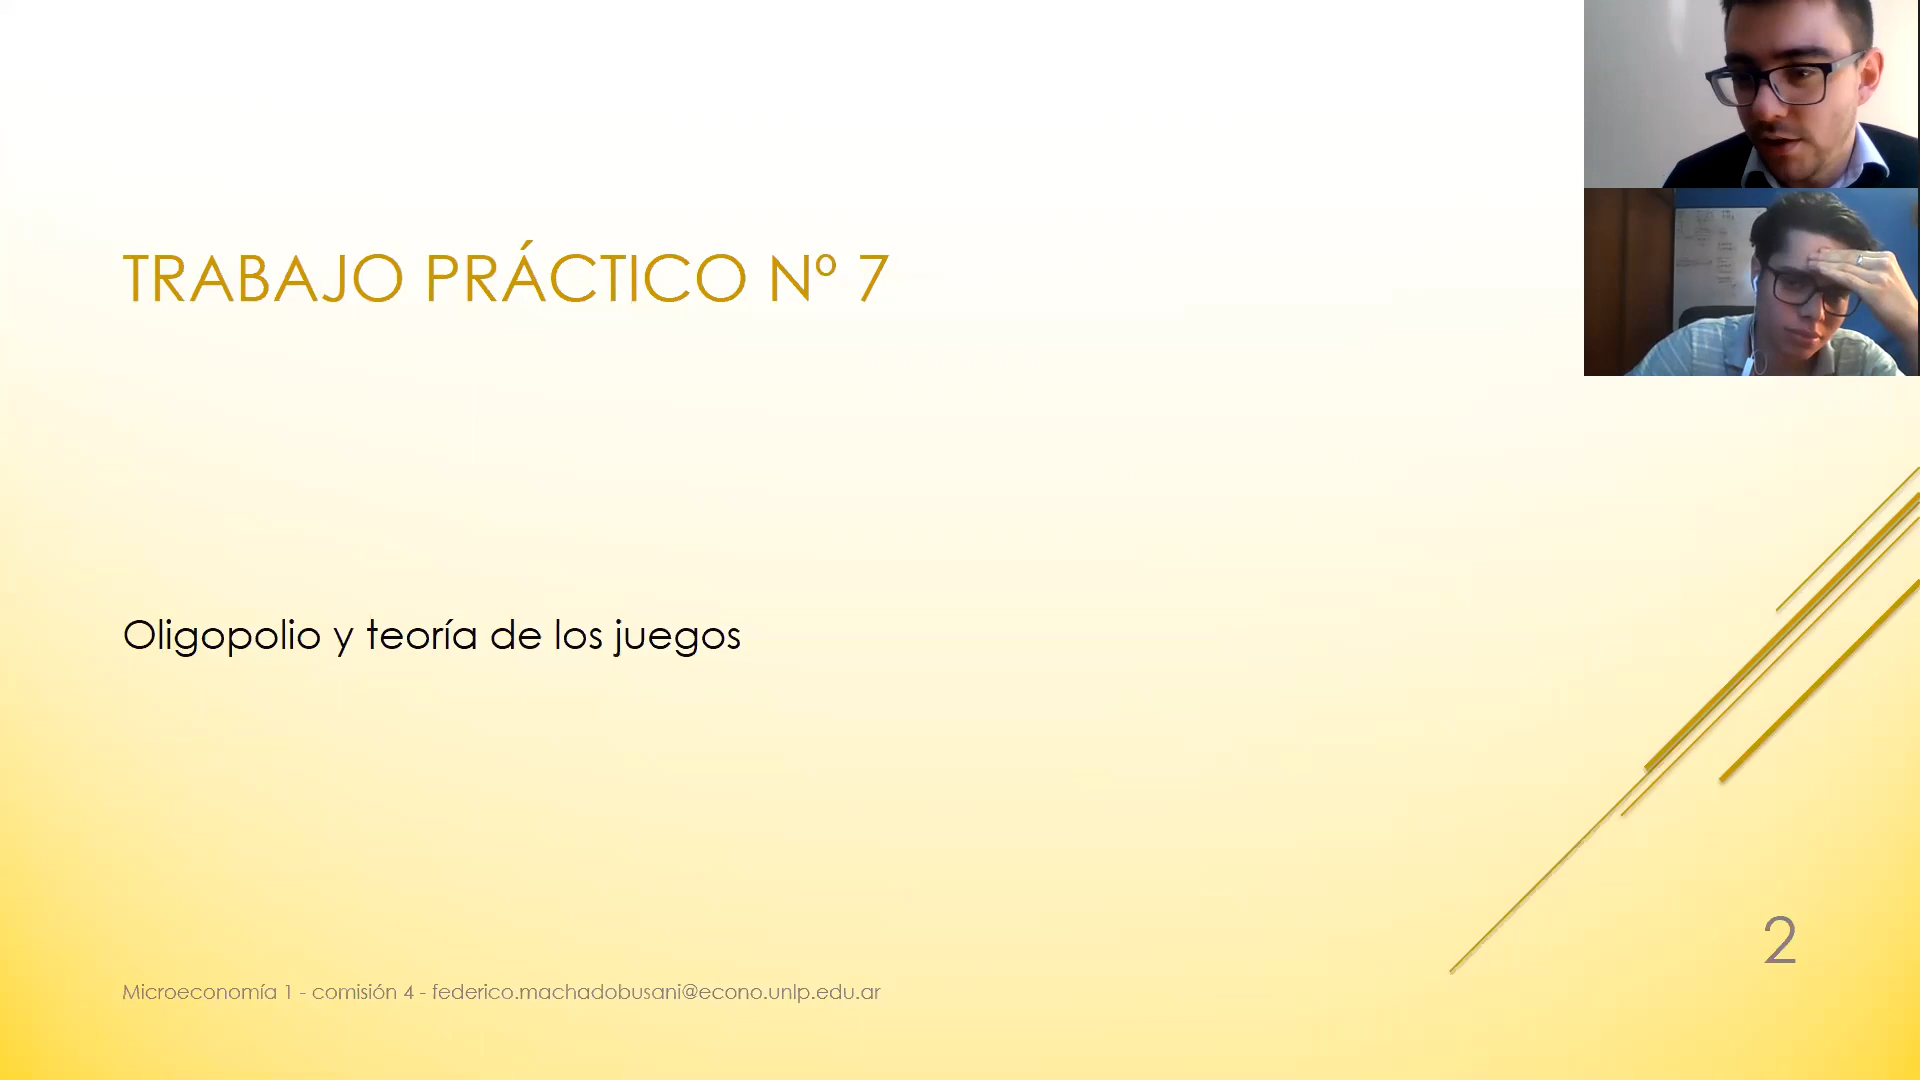 TRABAJO PRÁCTICO Nº 7
Oligopolio y teoría de los juegos
2
Microeconomía 1 - comisión 4 - federico.machadobusani@econo.unlp.edu.ar